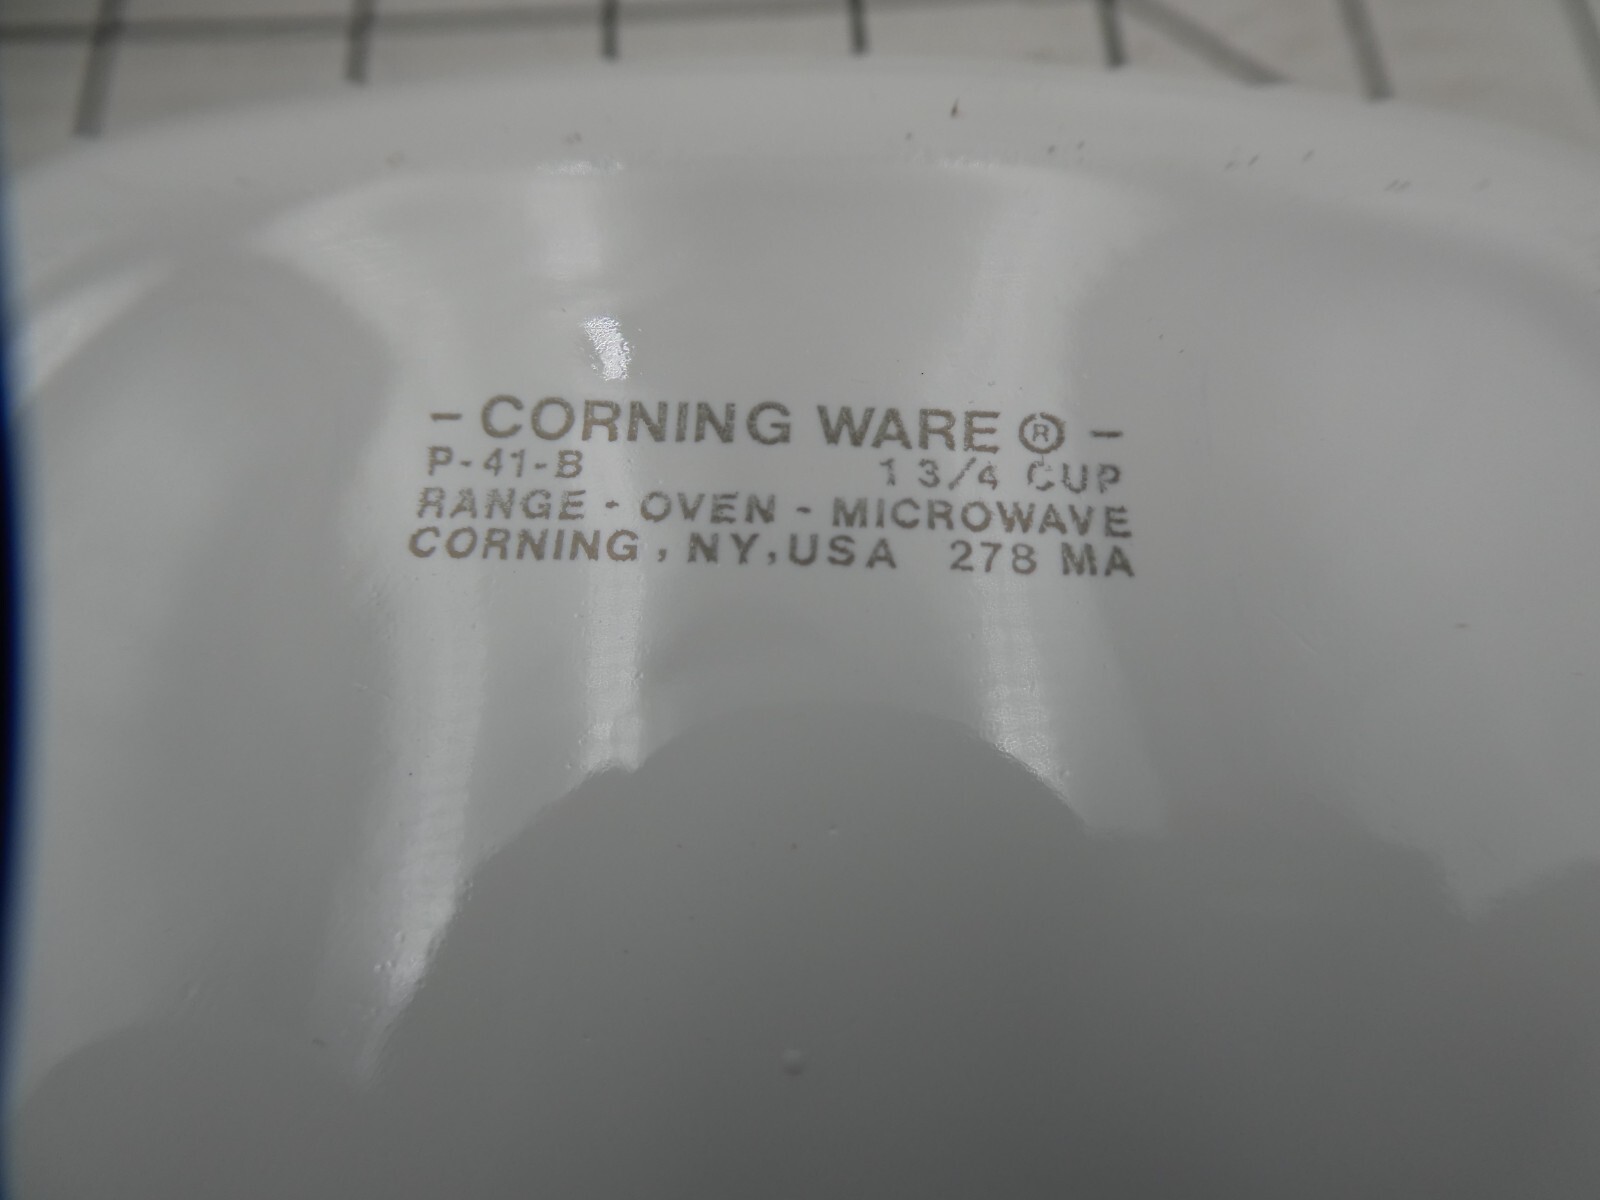 - CORNING WARE ® -
P-41-B 1 3/4 CUP
RANGE - OVEN - MICROWAVE
CORNING, NY, USA 278 MA